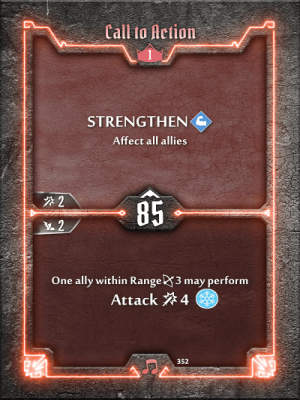 Call to Action
1
STRENGTHEN
Affect all allies
2
85
2
One ally within Range 3 may perform
Attack 4
352